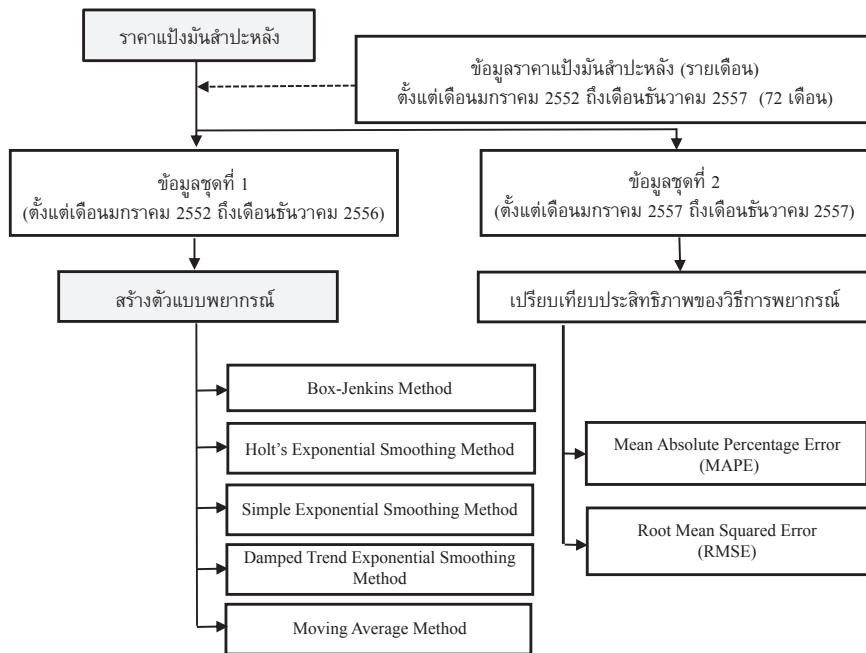 ราคาแป้งมันสำปะหลัง
ข้อมูลราคาแป้งมันสำปะหลัง (รายเดือน)
ตั้งแต่เดือนมกราคม 2552 ถึงเดือนธันวาคม 2557 (72 เดือน)
ข้อมูลชุดที่ 1
(ตั้งแต่เดือนมกราคม 2552 ถึงเดือนธันวาคม 2556)
ข้อมูลชุดที่ 2
(ตั้งแต่เดือนมกราคม 2557 ถึงเดือนธันวาคม 2557)
สร้างตัวแบบพยากรณ์
เปรียบเทียบประสิทธิภาพของวิธีการพยากรณ์
Box-Jenkins Method
Holt’s Exponential Smoothing Method
Simple Exponential Smoothing Method
Damped Trend Exponential Smoothing
Method
Moving Average Method
Mean Absolute Percentage Error
(MAPE)
Root Mean Squared Error
(RMSE)